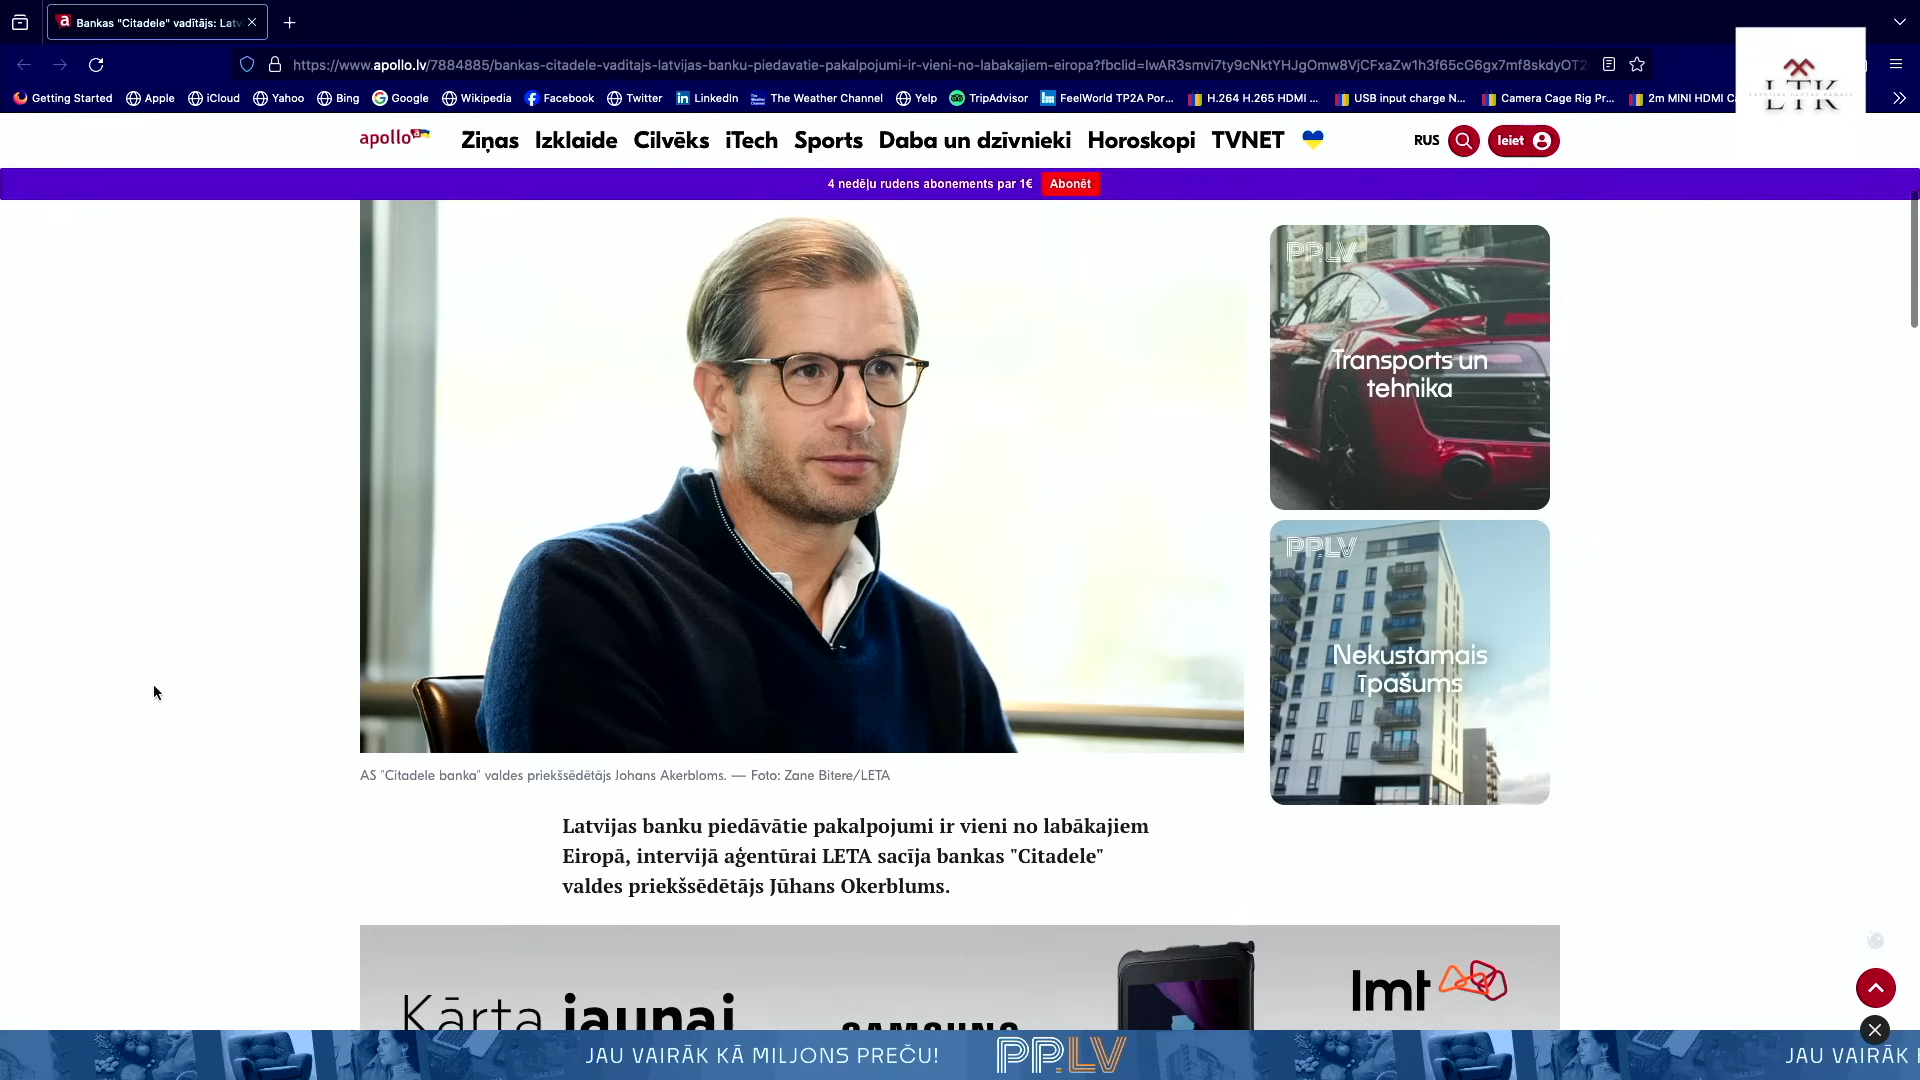 Bankas "Citadele" vadītājs: Latv
https://www.apollo.lv/7884885/bankas-citadele-vaditajs-latvijas-banku-piedavatie-pakalpojumi-ir-vieni-no-labakajiem-eiropa?fbclid=IwAR3smvi7ty9cNktYHJgOmw8VjCFxaZw1h3f65cG6gx7mf8skdyOT2
Getting Started Apple iCloud Yahoo Bing Google Wikipedia Facebook Twitter LinkedIn The Weather Channel Yelp TripAdvisor FeelWorld TP2A Por... H.264 H.265 HDMI ... USB input charge N... Camera Cage Rig Pr... 2m MINI HDMI C
LTK
apollo Ziņas Izklaide Cilvēks iTech Sports Daba un dzīvnieki Horoskopi TVNET RUS Ieiet
4 nedēļu rudens abonements par 1€ Abonēt
PP.LV
Transports un
tehnika
PP.LV
Nekustamais
īpašums
AS "Citadele banka" valdes priekšsēdētājs Johans Akerbloms. — Foto: Zane Bitere/LETA
Latvijas banku piedāvātie pakalpojumi ir vieni no labākajiem
Eiropā, intervijā aģentūrai LETA sacīja bankas "Citadele"
valdes priekšsēdētājs Jūhans Okerblums.
Kārta jaunai
SAMSUNG
lmt
JAU VAIRĀK KĀ MILJONS PREČU! PP.LV JAU VAIRĀK